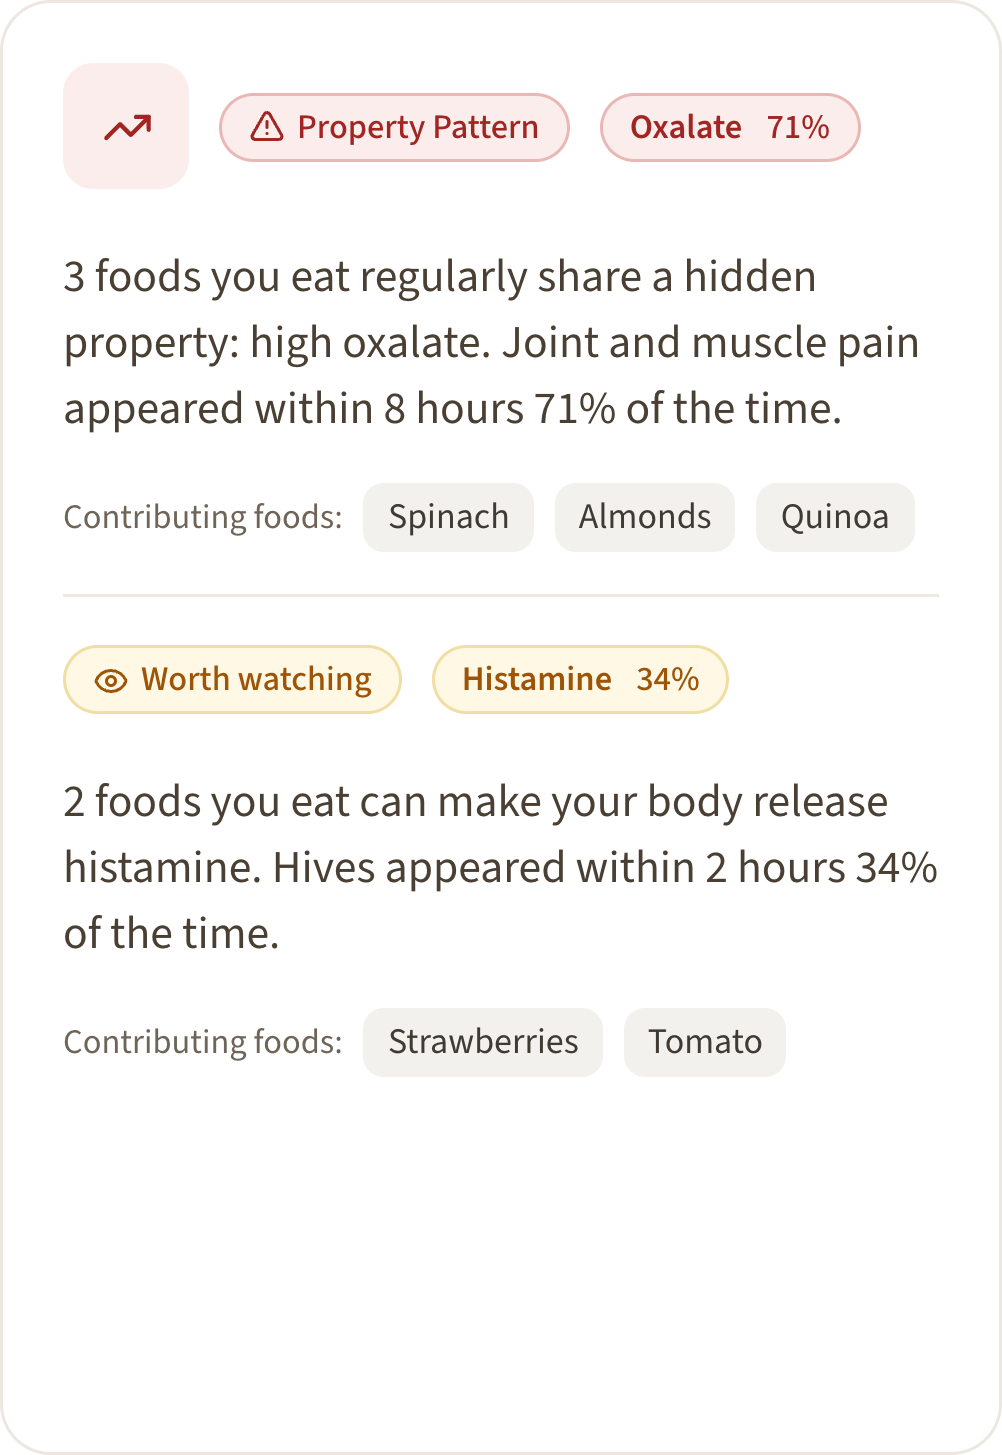 Property Pattern Oxalate 71%
3 foods you eat regularly share a hidden
property: high oxalate. Joint and muscle pain
appeared within 8 hours 71% of the time.
Contributing foods: Spinach Almonds Quinoa
Worth watching Histamine 34%
2 foods you eat can make your body release
histamine. Hives appeared within 2 hours 34%
of the time.
Contributing foods: Strawberries Tomato